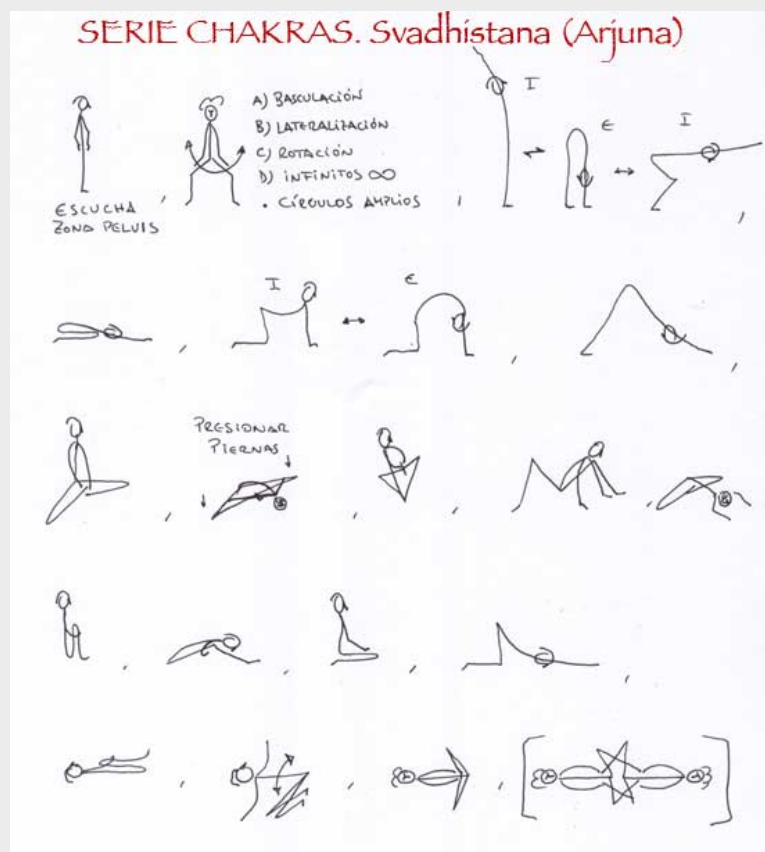 SERIE CHAKRAS. Svadhistana (Arjuna)
A) BASCULACIÓN
B) LATERALIZACIÓN
C) ROTACIÓN
D) INFINITOS ∞
• CÍRCULOS AMPLIOS
ESCUCHA
ZONA PELVIS
I
E
I
I
E
PRESIONAR
PIERNAS